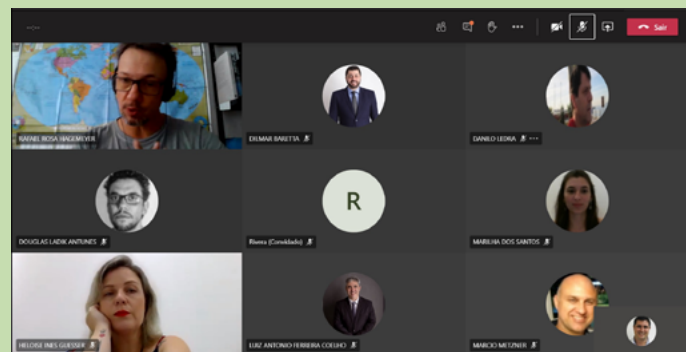 --:--
Sair
RAFAEL ROSA HAGEMEYER
DILMAR BARETTA
DANILO LEDRA
DOUGLAS LADIK ANTUNES
R
Rivera (Convidado)
MARILHA DOS SANTOS
HELOISE INES GUESSER
LUIZ ANTONIO FERREIRA COELHO
MARCIO METZNER